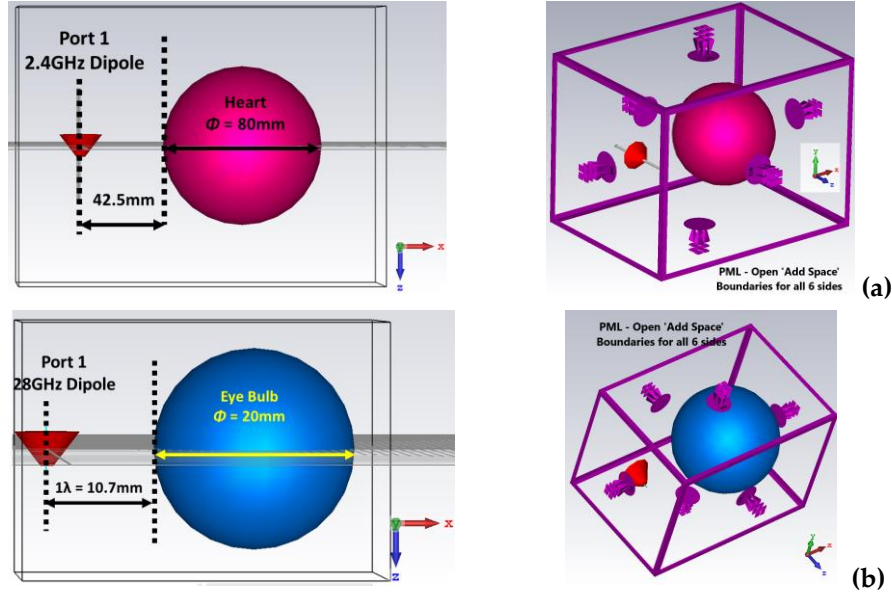 Port 1
2.4GHz Dipole
Heart
Φ = 80mm
42.5mm
x
z
y
x
z
PML - Open 'Add Space'
Boundaries for all 6 sides
(a)
Port 1
28GHz Dipole
Eye Bulb
Φ = 20mm
1λ = 10.7mm
y
x
z
PML - Open 'Add Space'
Boundaries for all 6 sides
y
x
z
(b)